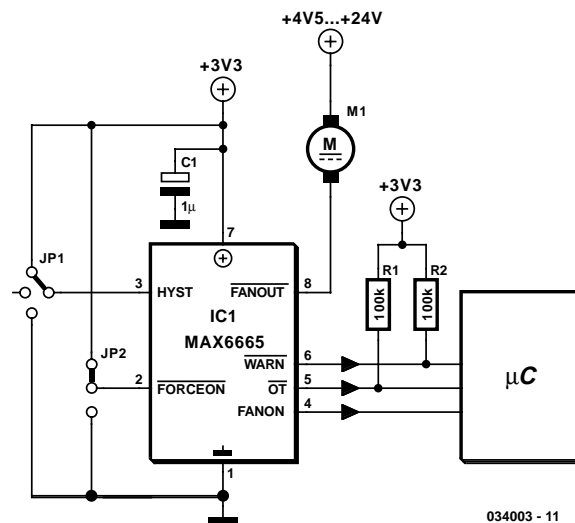 +4V5...+24V
+3V3
M1
C1
M
1µ
+3V3
7
JP1
R1
R2
100k
100k
3
HYST
FANOUT
8
IC1
MAX6665
JP2
WARN
6
µC
2
FORCEON
OT
5
FANON
4
1
034003 - 11